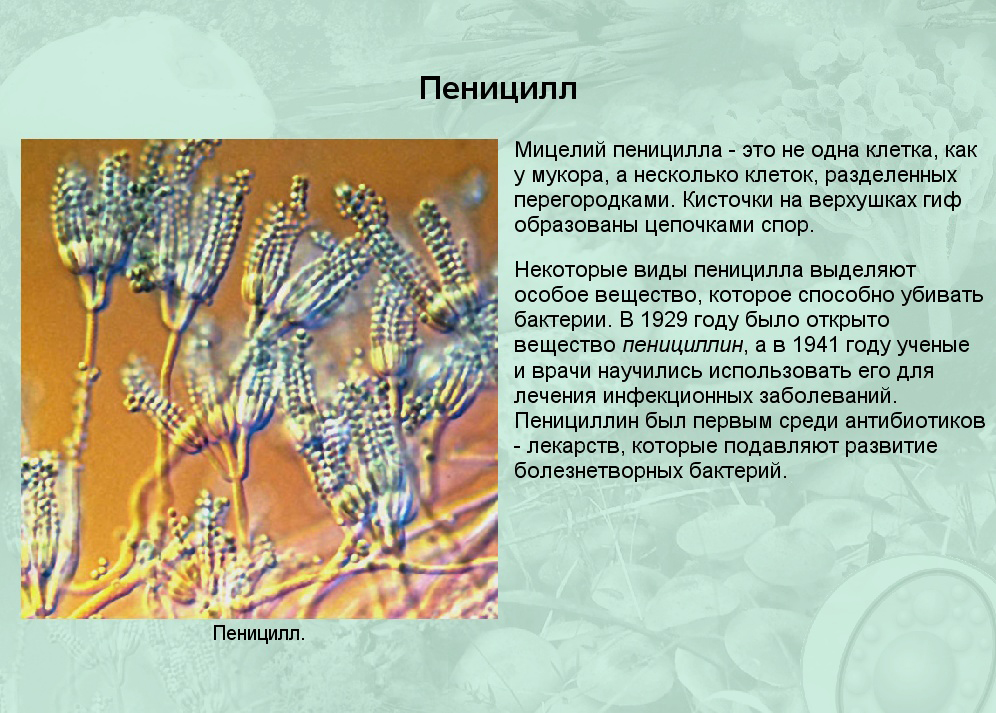 Пеницилл
Мицелий пеницилла - это не одна клетка, как
у мукора, а несколько клеток, разделенных
перегородками. Кисточки на верхушках гиф
образованы цепочками спор.
Некоторые виды пеницилла выделяют
особое вещество, которое способно убивать
бактерии. В 1929 году было открыто
вещество пенициллин, а в 1941 году ученые
и врачи научились использовать его для
лечения инфекционных заболеваний.
Пенициллин был первым среди антибиотиков
- лекарств, которые подавляют развитие
болезнетворных бактерий.
Пеницилл.